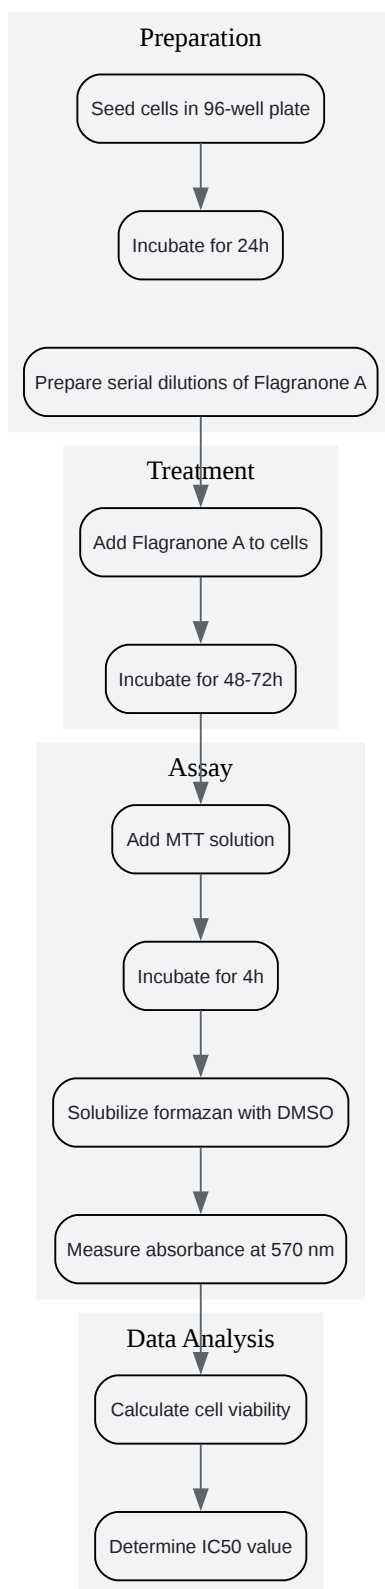 Preparation
Seed cells in 96-well plate
Incubate for 24h
Prepare serial dilutions of Flagranone A
Treatment
Add Flagranone A to cells
Incubate for 48-72h
Assay
Add MTT solution
Incubate for 4h
Solubilize formazan with DMSO
Measure absorbance at 570 nm
Data Analysis
Calculate cell viability
Determine IC50 value